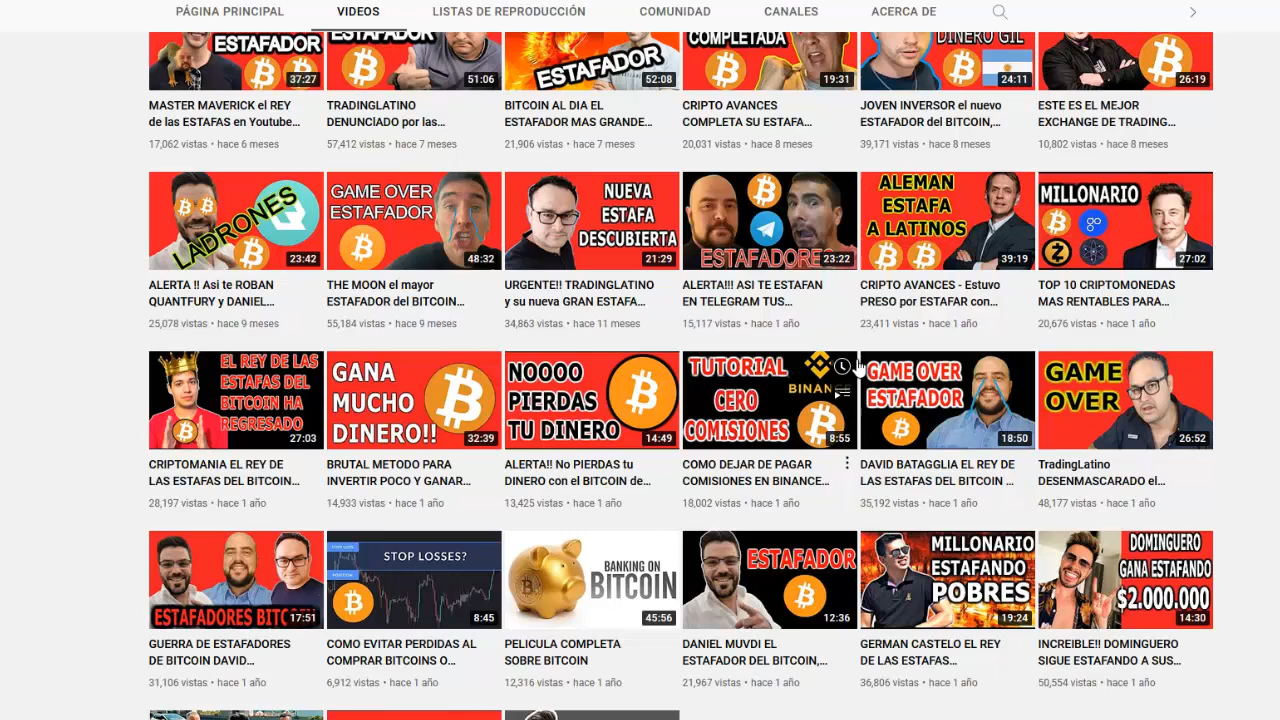 PÁGINA PRINCIPAL VIDEOS LISTAS DE REPRODUCCIÓN COMUNIDAD CANALES ACERCA DE
ESTAFADOR
37:27
ESTAFADOR
51:06
ESTAFADOR
52:08
COMPLETADA
19:31
DINERO GIL
24:11
26:19
MASTER MAVERICK el REY
de las ESTAFAS en Youtube...
17,062 vistas • hace 6 meses
TRADINGLATINO
DENUNCIADO por las...
57,412 vistas • hace 7 meses
BITCOIN AL DIA EL
ESTAFADOR MAS GRANDE...
21,906 vistas • hace 7 meses
CRIPTO AVANCES
COMPLETA SU ESTAFA...
20,031 vistas • hace 8 meses
JOVEN INVERSOR el nuevo
ESTAFADOR del BITCOIN,...
39,171 vistas • hace 8 meses
ESTE ES EL MEJOR
EXCHANGE DE TRADING...
10,802 vistas • hace 8 meses
LADRONES
23:42
GAME OVER
ESTAFADOR
48:32
NUEVA
ESTAFA
DESCUBIERTA
21:29
ESTAFADORES
23:22
ALEMAN
ESTAFA
A LATINOS
39:19
MILLONARIO
27:02
ALERTA !! Asi te ROBAN
QUANTFURY y DANIEL...
25,078 vistas • hace 9 meses
THE MOON el mayor
ESTAFADOR del BITCOIN...
55,184 vistas • hace 9 meses
URGENTE!! TRADINGLATINO
y su nueva GRAN ESTAFA...
34,863 vistas • hace 11 meses
ALERTA!!! ASI TE ESTAFAN
EN TELEGRAM TUS...
15,117 vistas • hace 1 año
CRIPTO AVANCES - Estuvo
PRESO por ESTAFAR con...
23,411 vistas • hace 1 año
TOP 10 CRIPTOMONEDAS
MAS RENTABLES PARA...
20,676 vistas • hace 1 año
EL REY DE LAS
ESTAFAS DEL
BITCOIN HA
REGRESADO
27:03
GANA
MUCHO
DINERO!!
32:39
NOOOO
PIERDAS
TU DINERO
14:49
TUTORIAL
BINAN
CERO
COMISIONES
8:55
GAME OVER
ESTAFADOR
18:50
GAME
OVER
26:52
CRIPTOMANIA EL REY DE
LAS ESTAFAS DEL BITCOIN...
28,197 vistas • hace 1 año
BRUTAL METODO PARA
INVERTIR POCO Y GANAR...
14,933 vistas • hace 1 año
ALERTA!! No PIERDAS tu
DINERO con el BITCOIN de...
13,425 vistas • hace 1 año
COMO DEJAR DE PAGAR
COMISIONES EN BINANCE...
18,002 vistas • hace 1 año
DAVID BATAGGLIA EL REY DE
LAS ESTAFAS DEL BITCOIN ...
35,192 vistas • hace 1 año
TradingLatino
DESENMASCARADO el...
48,177 vistas • hace 1 año
ESTAFADORES BITC
17:51
STOP LOSSES?
8:45
BANKING ON
BITCOIN
45:56
ESTAFADOR
12:36
MILLONARIO
ESTAFANDO
POBRES
19:24
DOMINGUERO
GANA ESTAFANDO
$2.000.000
14:30
GUERRA DE ESTAFADORES
DE BITCOIN DAVID...
31,106 vistas • hace 1 año
COMO EVITAR PERDIDAS AL
COMPRAR BITCOINS O...
6,912 vistas • hace 1 año
PELICULA COMPLETA
SOBRE BITCOIN
12,316 vistas • hace 1 año
DANIEL MUVDI EL
ESTAFADOR DEL BITCOIN,...
21,967 vistas • hace 1 año
GERMAN CASTELO EL REY
DE LAS ESTAFAS...
36,806 vistas • hace 1 año
INCREIBLE!! DOMINGUERO
SIGUE ESTAFANDO A SUS...
50,554 vistas • hace 1 año